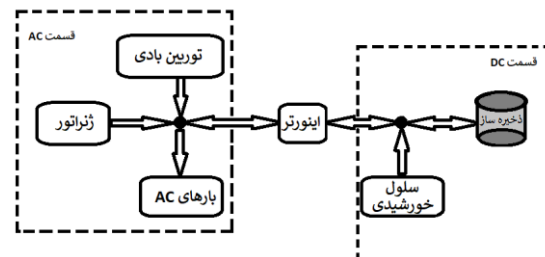 قسمت AC
قسمت DC
توربین بادی
ژنراتور
اینورتر
ذخیره ساز
بارهای AC
سلول
خورشیدی